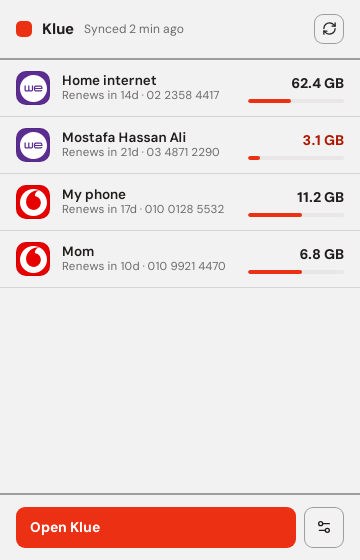 Klue Synced 2 min ago
we
Home internet
62.4 GB
Renews in 14d · 02 2358 4417
we
Mostafa Hassan Ali
3.1 GB
Renews in 21d · 03 4871 2290
My phone
11.2 GB
Renews in 17d · 010 0128 5532
Mom
6.8 GB
Renews in 10d · 010 9921 4470
Open Klue